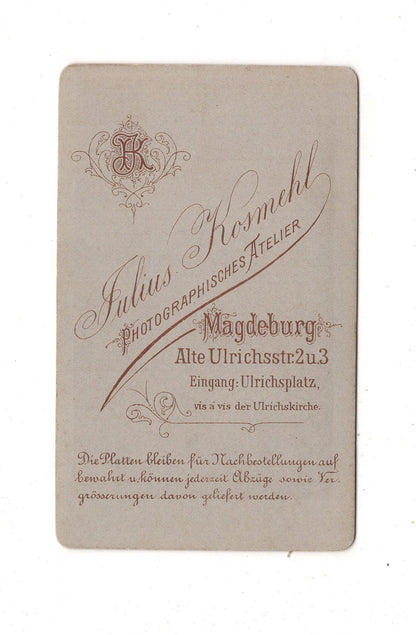 JK
Julius Kosmehl
PHOTOGRAPHISCHES ATELIER
Magdeburg
Alte Ulrichsstr. 2 u. 3
Eingang: Ulrichsplatz,
vis á vis der Ulrichskirche.
Die Platten bleiben für Nachbestellungen auf
bewahrt u. können jederzeit Abzüge sowie Ver-
grösserungen davon geliefert werden.